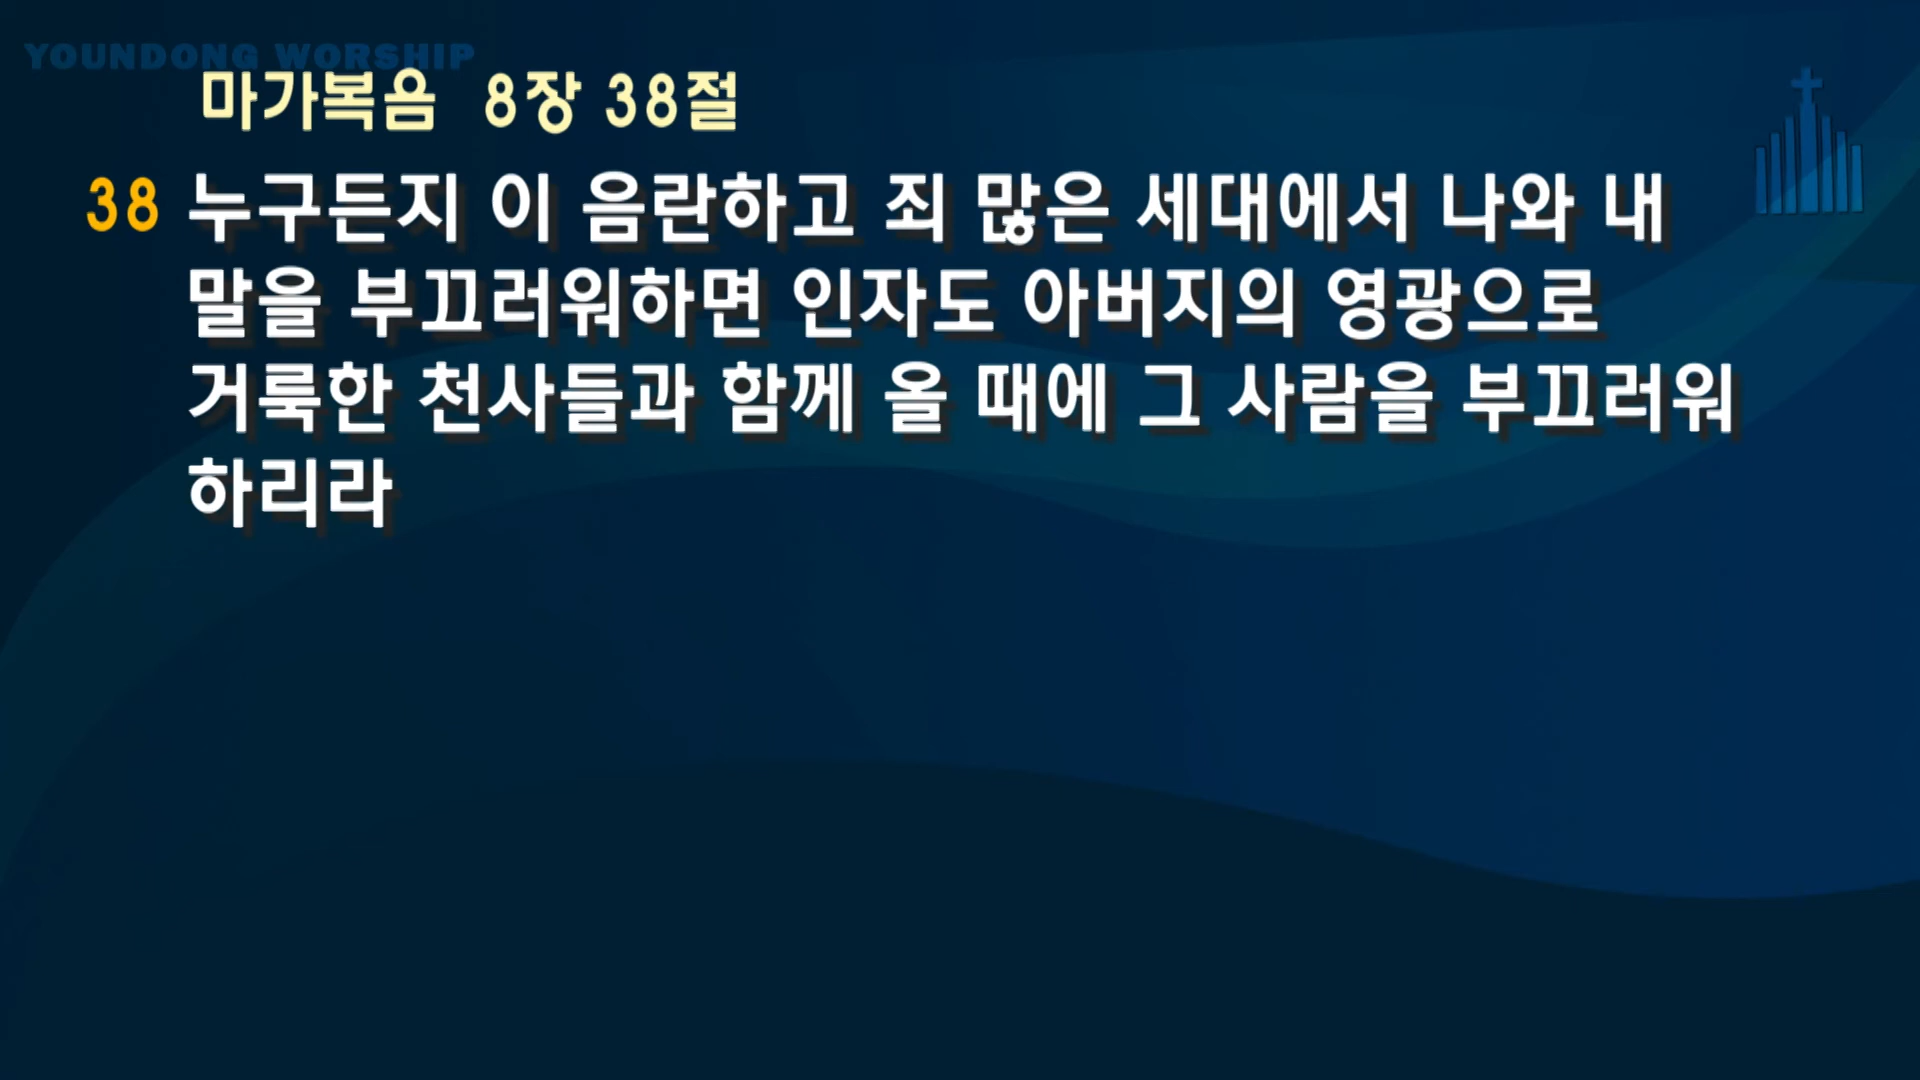 YOUNDONG WORSHIP
마가복음 8장 38절
38 누구든지 이 음란하고 죄 많은 세대에서 나와 내
말을 부끄러워하면 인자도 아버지의 영광으로
거룩한 천사들과 함께 올 때에 그 사람을 부끄러워
하리라